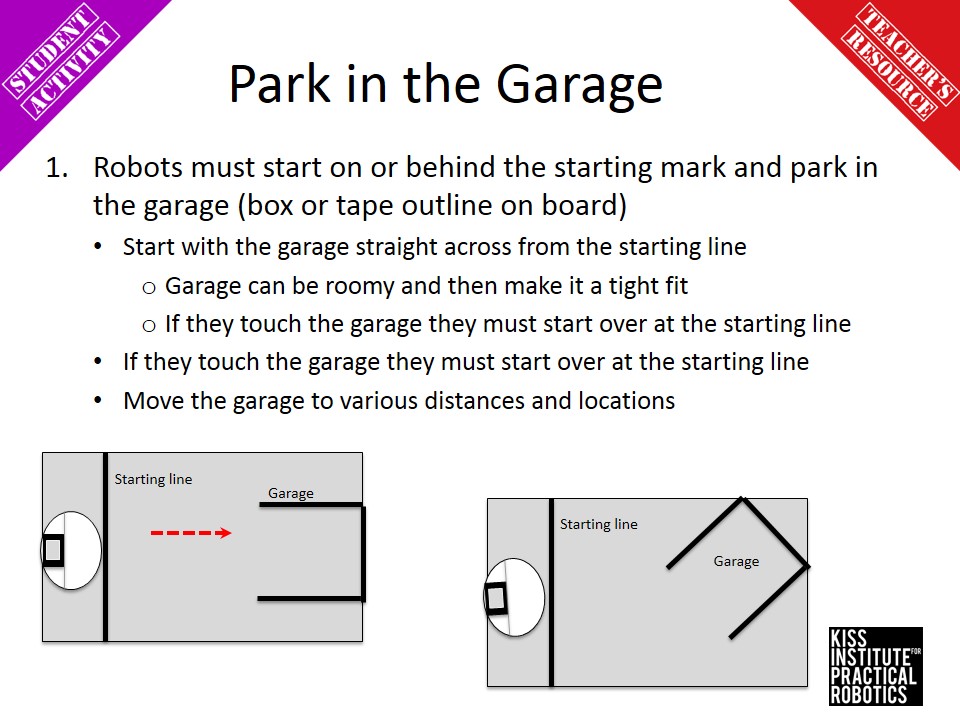 STUDENT
ACTIVITY
TEACHER'S
RESOURCE
Park in the Garage
1. Robots must start on or behind the starting mark and park in
the garage (box or tape outline on board)
• Start with the garage straight across from the starting line
o Garage can be roomy and then make it a tight fit
o If they touch the garage they must start over at the starting line
• If they touch the garage they must start over at the starting line
• Move the garage to various distances and locations
Starting line
Garage
Starting line
Garage
KISS
INSTITUTE FOR
PRACTICAL
ROBOTICS